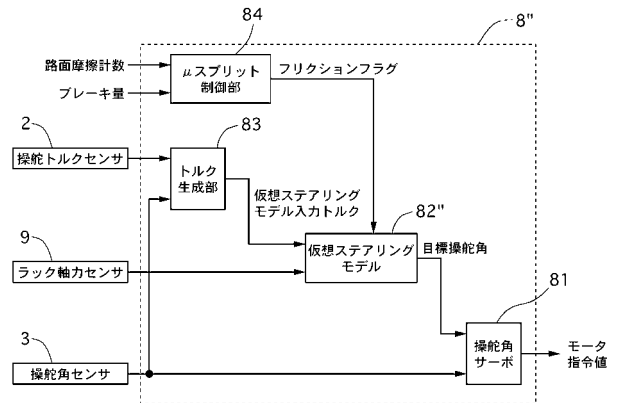 84
8"
路面摩擦計数
ブレーキ量
μスプリット
制御部
フリクションフラグ
2
83
操舵トルクセンサ
トルク
生成部
仮想ステアリング
モデル入力トルク
82"
9
ラック軸力センサ
仮想ステアリング
モデル
目標操舵角
81
3
操舵角センサ
操舵角
サーボ
モータ
指令値